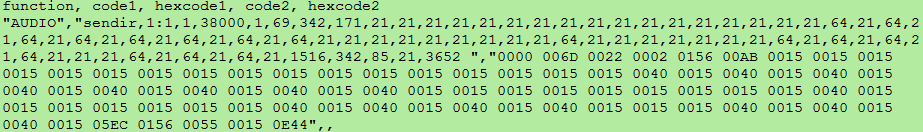 function, code1, hexcode1, code2, hexcode2
"AUDIO","sendir,1:1,1,38000,1,69,342,171,21,21,21,21,21,21,21,21,21,21,21,21,21,21,21,21,21,64,21,64,2
1,64,21,64,21,64,21,64,21,64,21,64,21,21,21,21,21,21,21,21,21,64,21,21,21,21,21,21,21,64,21,64,21,64,2
1,64,21,21,21,64,21,64,21,64,21,1516,342,85,21,3652 ","0000 006D 0022 0002 0156 00AB 0015 0015 0015
0015 0015 0015 0015 0015 0015 0015 0015 0015 0015 0015 0015 0015 0015 0040 0015 0040 0015 0040 0015
0040 0015 0040 0015 0040 0015 0040 0015 0040 0015 0015 0015 0015 0015 0015 0015 0015 0015 0040 0015
0015 0015 0015 0015 0015 0015 0040 0015 0040 0015 0040 0015 0040 0015 0015 0015 0040 0015 0040 0015
0040 0015 05EC 0156 0055 0015 0E44",,